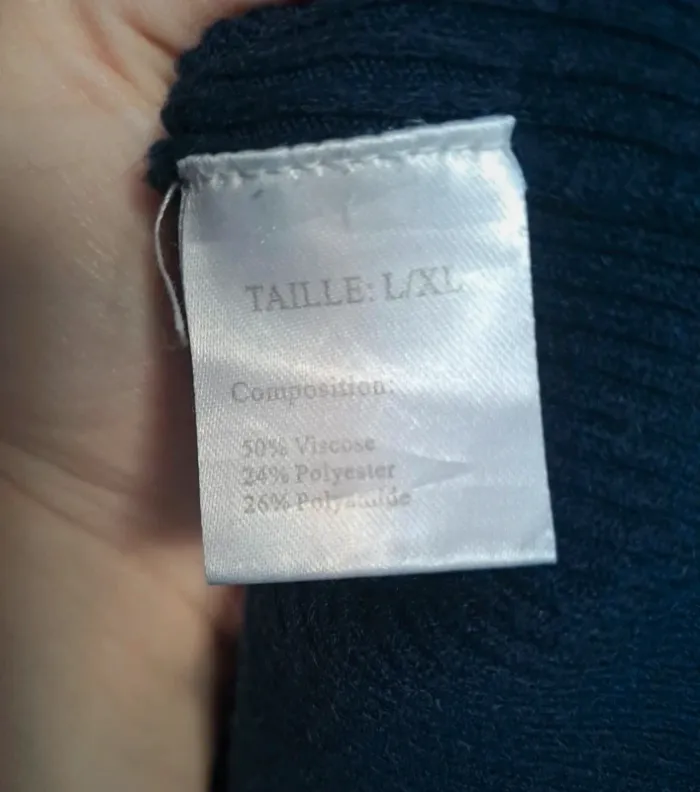 TAILLE: L/XL
Composition:
50% Viscose
24% Polyester
26% Polyamide